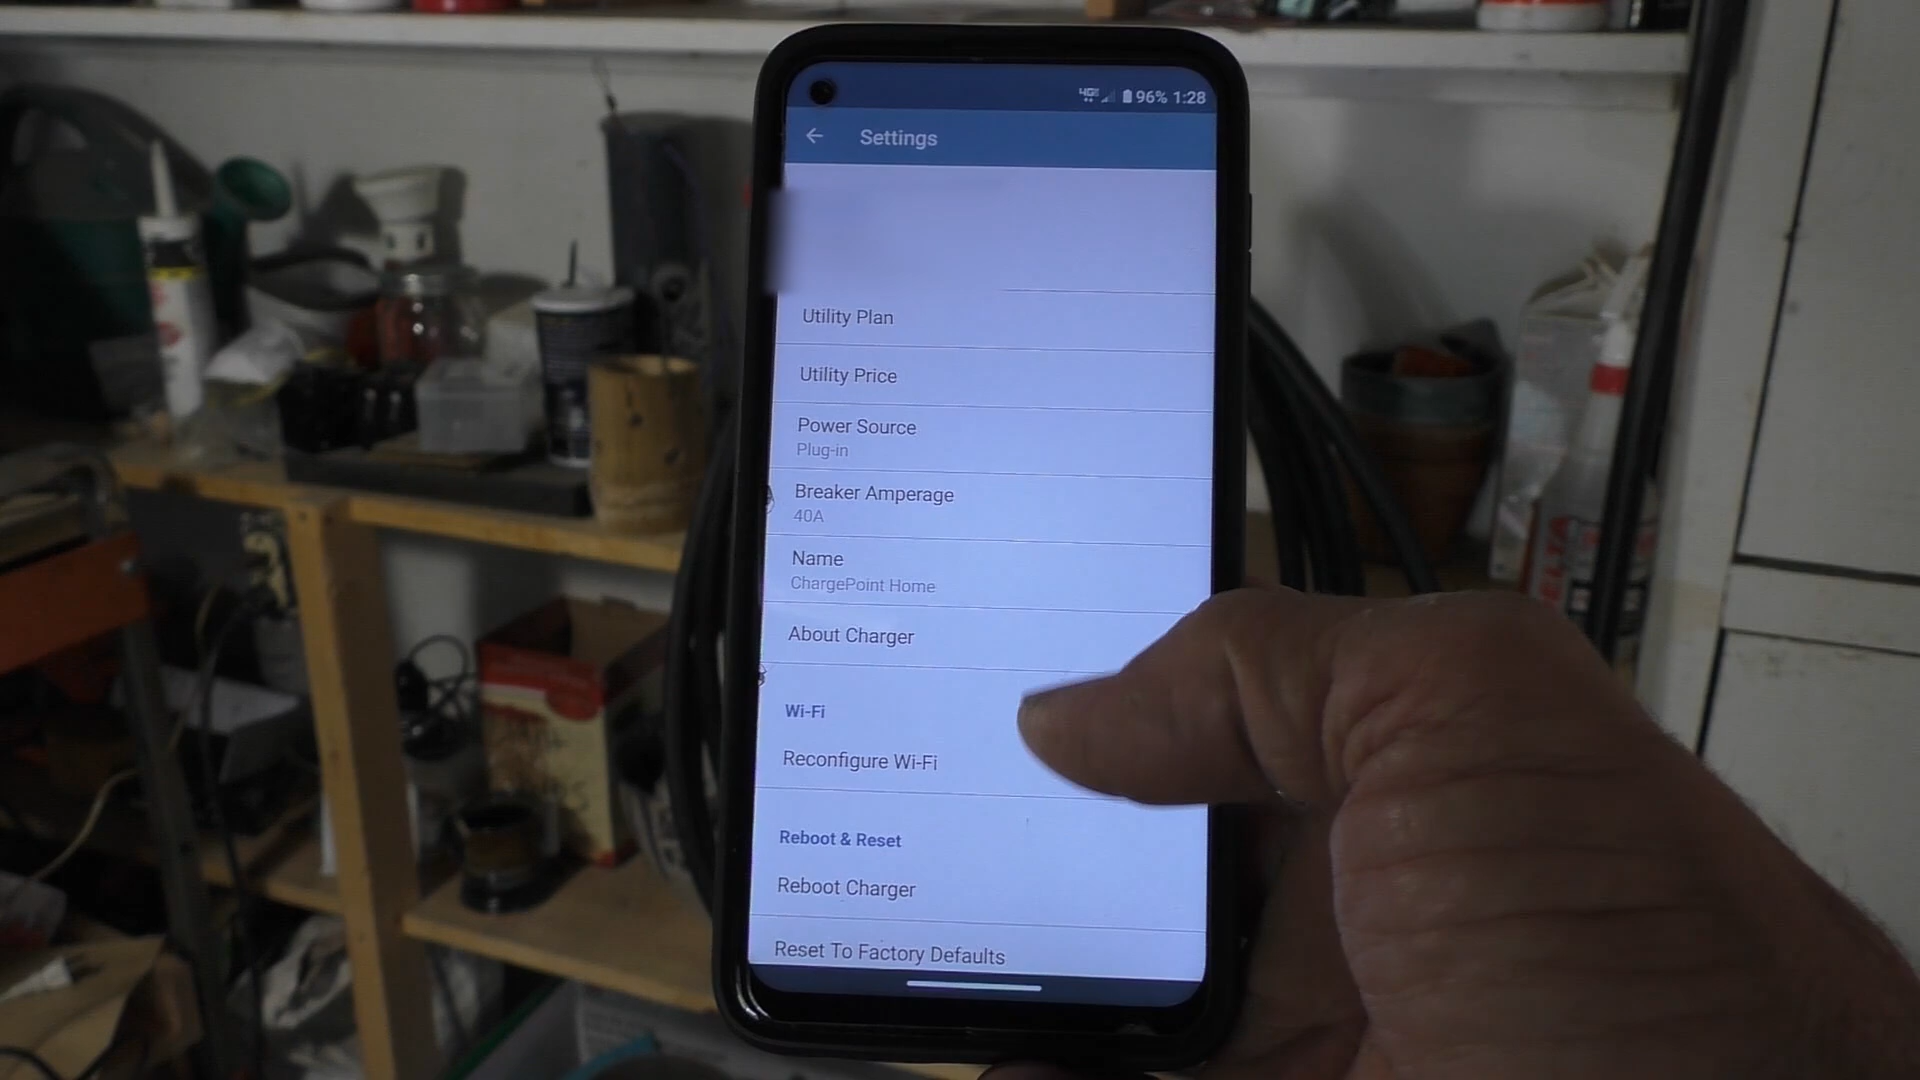 4G 96% 1:28
Settings
Utility Plan
Utility Price
Power Source
Plug-in
Breaker Amperage
40A
Name
ChargePoint Home
About Charger
Wi-Fi
Reconfigure Wi-Fi
Reboot & Reset
Reboot Charger
Reset To Factory Defaults